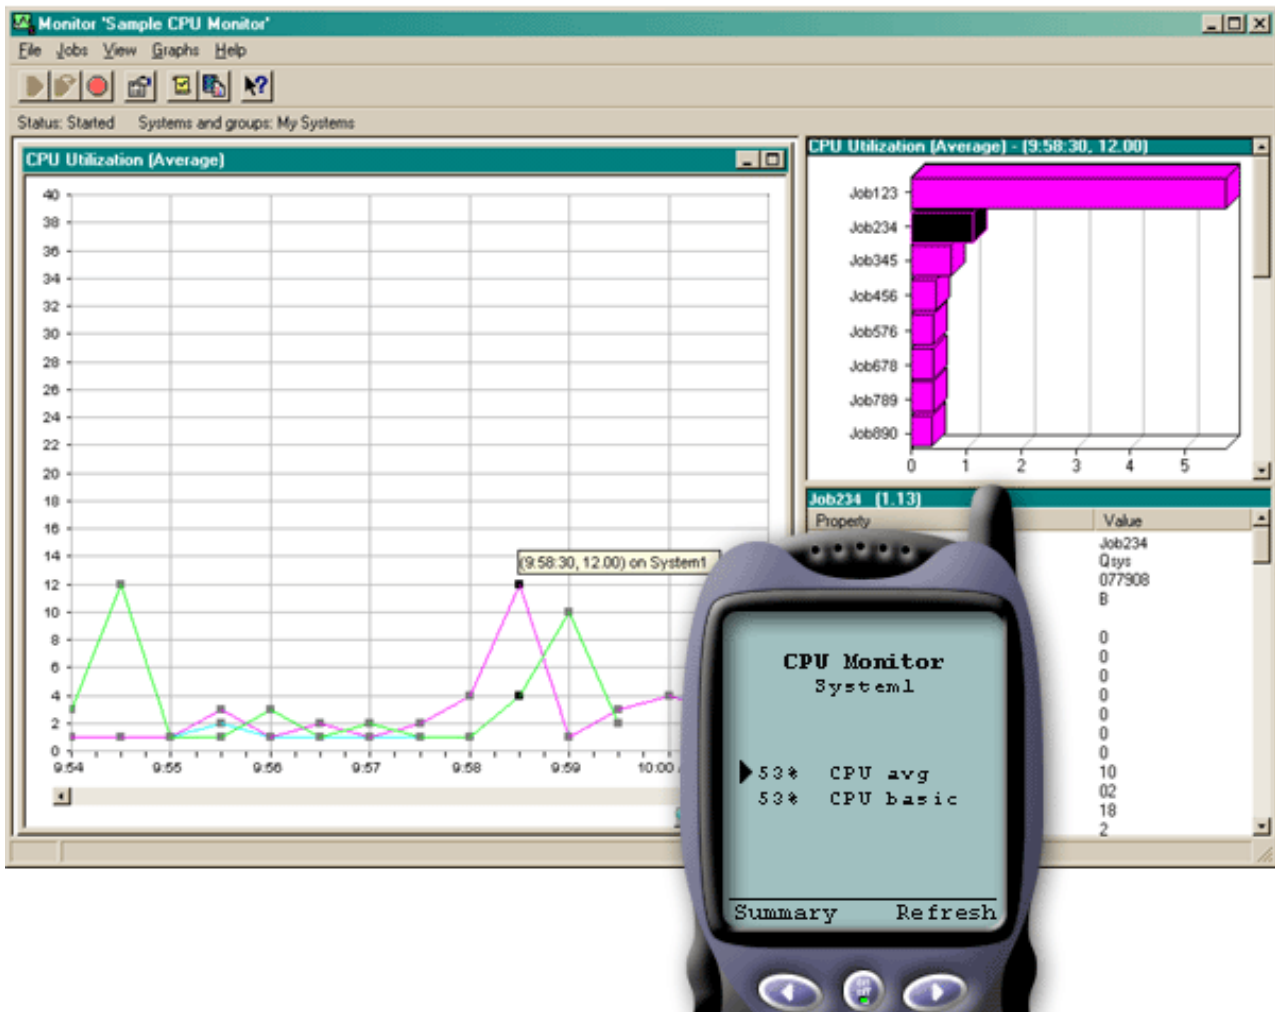 Monitor 'Sample CPU Monitor'
File Jobs View Graphs Help
Status: Started Systems and groups: My Systems
CPU Utilization (Average)
40
38
36
34
32
30
28
26
24
22
20
18
16
14
12
10
8
6
4
2
0
9:54 9:55 9:56 9:57 9:58 9:59 10:00
(9:58:30, 12.00) on System1
CPU Utilization (Average) - (9:58:30, 12.00)
Job123
Job234
Job345
Job456
Job576
Job678
Job789
Job890
0 1 2 3 4 5
Job234 (1.13)
Property Value
Job234
Qsys
077908
B
0
0
0
0
0
0
0
10
02
18
2
CPU Monitor
System1
53% CPU avg
53% CPU basic
Summary Refresh